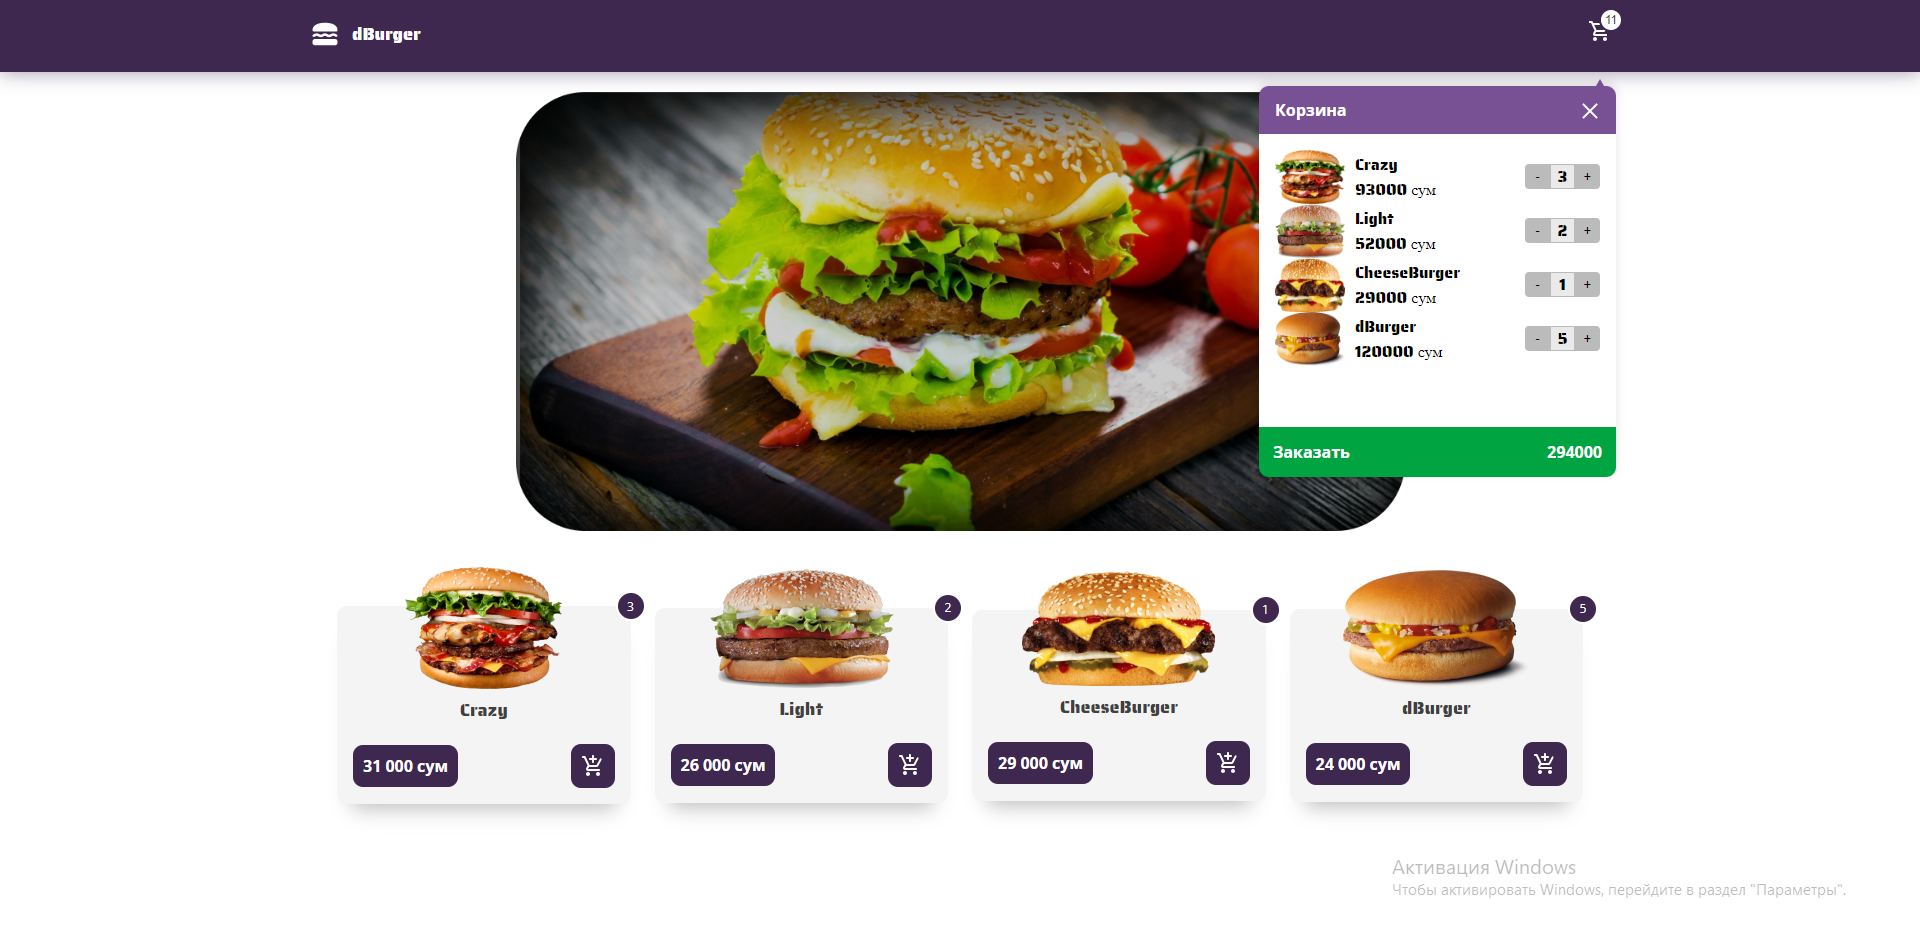 dBurger
11
Корзина
Crazy
93000 сум
- 3 +
Light
52000 сум
- 2 +
CheeseBurger
29000 сум
- 1 +
dBurger
120000 сум
- 5 +
Заказать 294000
3
Crazy
31 000 сум
2
Light
26 000 сум
1
CheeseBurger
29 000 сум
5
dBurger
24 000 сум
Активация Windows
Чтобы активировать Windows, перейдите в раздел "Параметры".